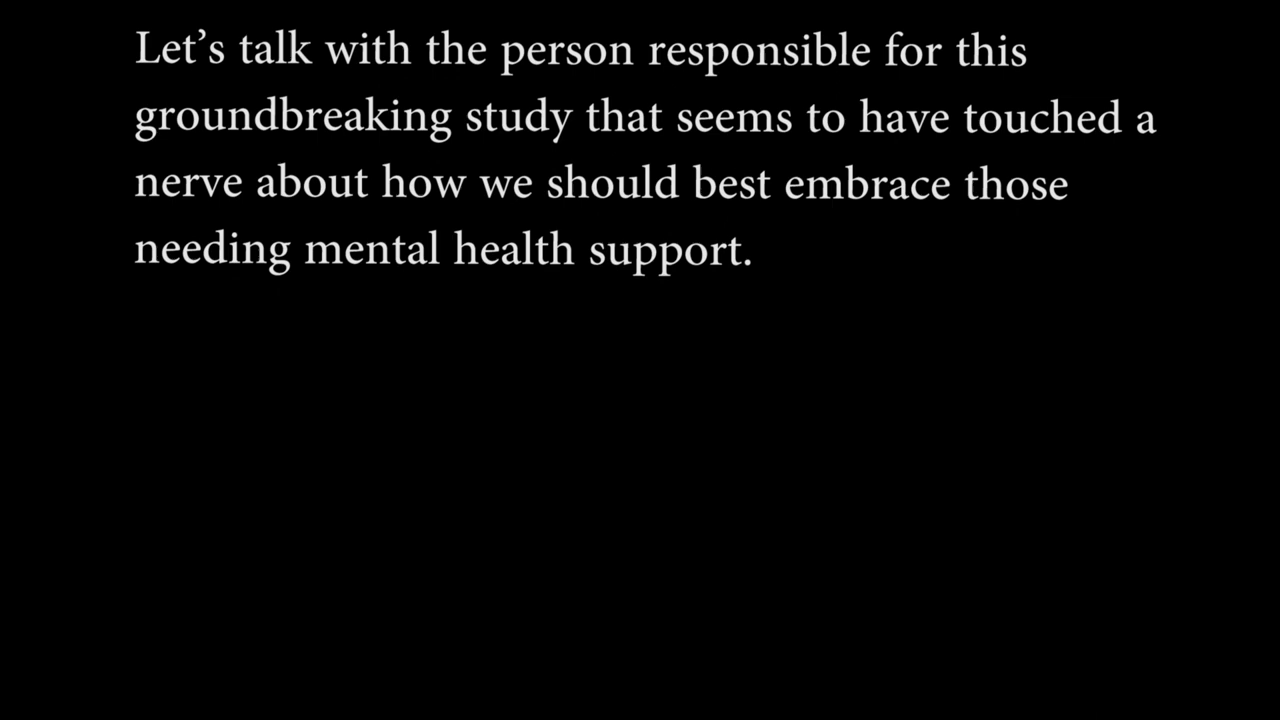 Let’s talk with the person responsible for this
groundbreaking study that seems to have touched a
nerve about how we should best embrace those
needing mental health support.